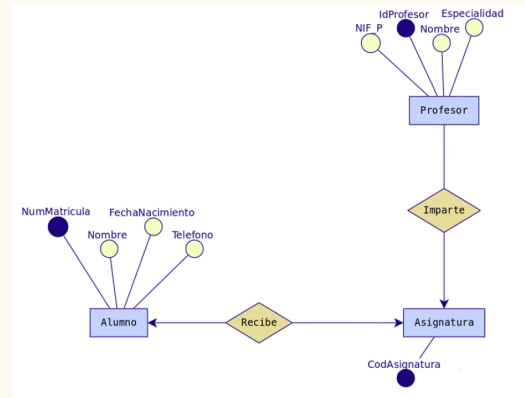 IdProfesor
Especialidad
NIF_P
Nombre
Profesor
Imparte
NumMatricula
FechaNacimiento
Nombre
Telefono
Alumno
Recibe
Asignatura
CodAsignatura